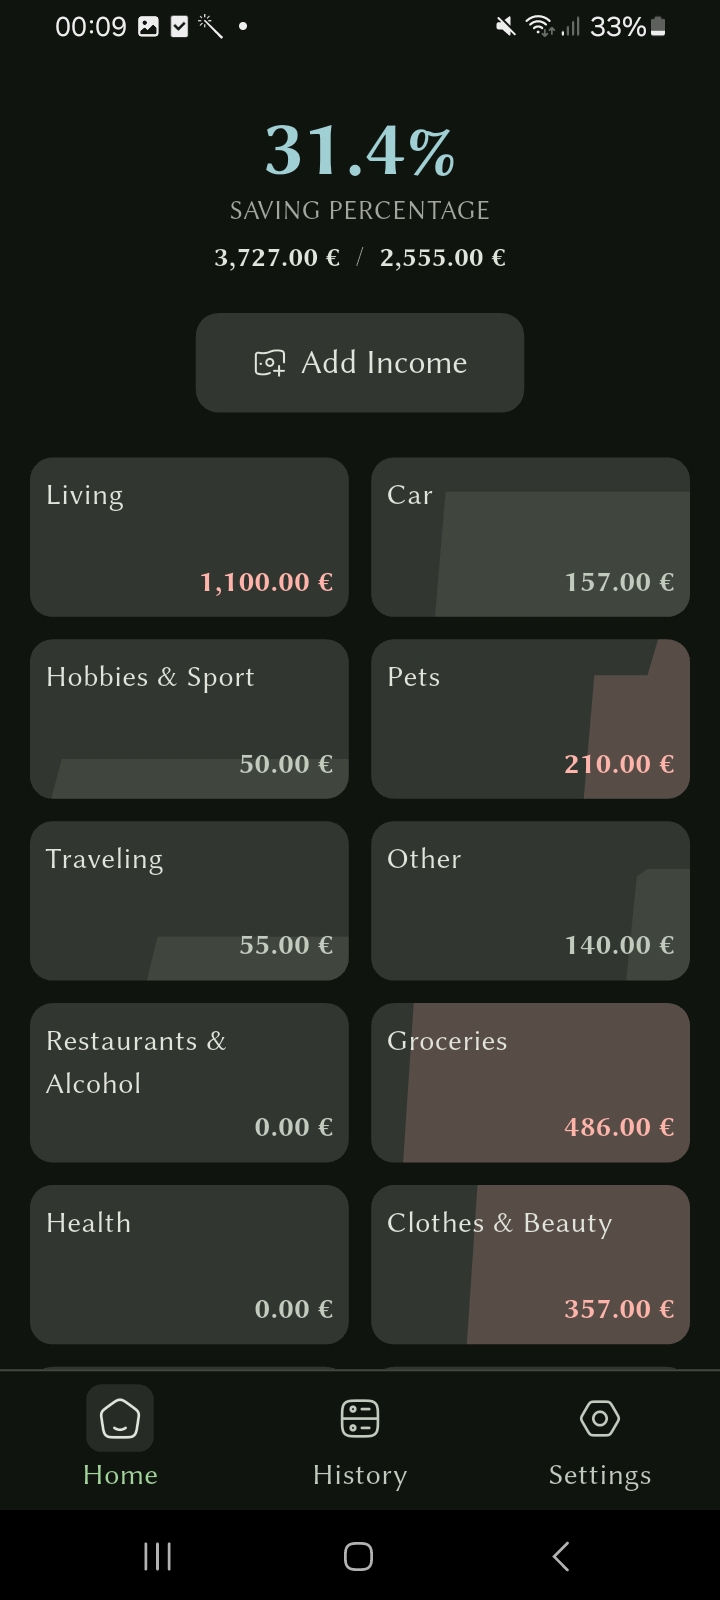 00:09
33%
31.4%
SAVING PERCENTAGE
3,727.00 € / 2,555.00 €
Add Income
Living
1,100.00 €
Car
157.00 €
Hobbies & Sport
50.00 €
Pets
210.00 €
Traveling
55.00 €
Other
140.00 €
Restaurants &
Alcohol
0.00 €
Groceries
486.00 €
Health
0.00 €
Clothes & Beauty
357.00 €
Home
History
Settings